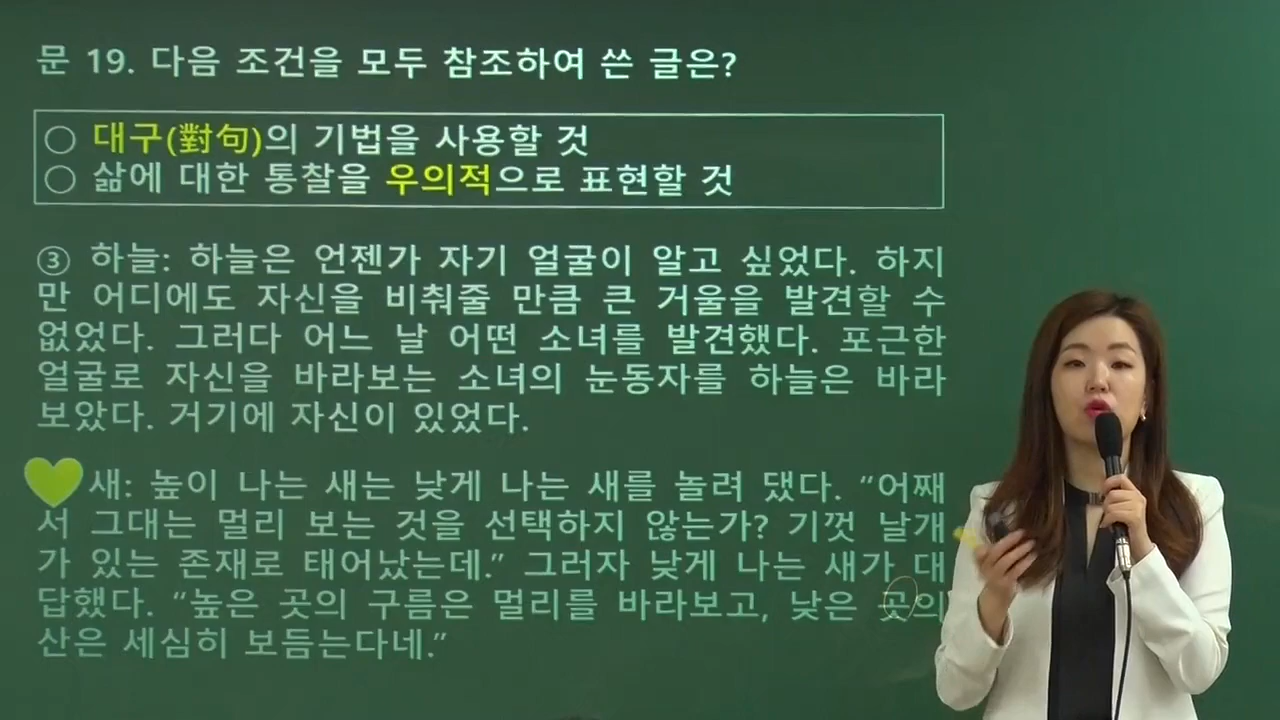 문 19. 다음 조건을 모두 참조하여 쓴 글은?
○ 대구(對句)의 기법을 사용할 것
○ 삶에 대한 통찰을 우의적으로 표현할 것
③ 하늘: 하늘은 언젠가 자기 얼굴이 알고 싶었다. 하지
만 어디에도 자신을 비춰줄 만큼 큰 거울을 발견할 수
없었다. 그러다 어느 날 어떤 소녀를 발견했다. 포근한
얼굴로 자신을 바라보는 소녀의 눈동자를 하늘은 바라
보았다. 거기에 자신이 있었다.
새: 높이 나는 새는 낮게 나는 새를 놀려 댔다. “어째
서 그대는 멀리 보는 것을 선택하지 않는가? 기껏 날개
가 있는 존재로 태어났는데.” 그러자 낮게 나는 새가 대
답했다. “높은 곳의 구름은 멀리를 바라보고, 낮은 곳의
산은 세심히 보듬는다네.”